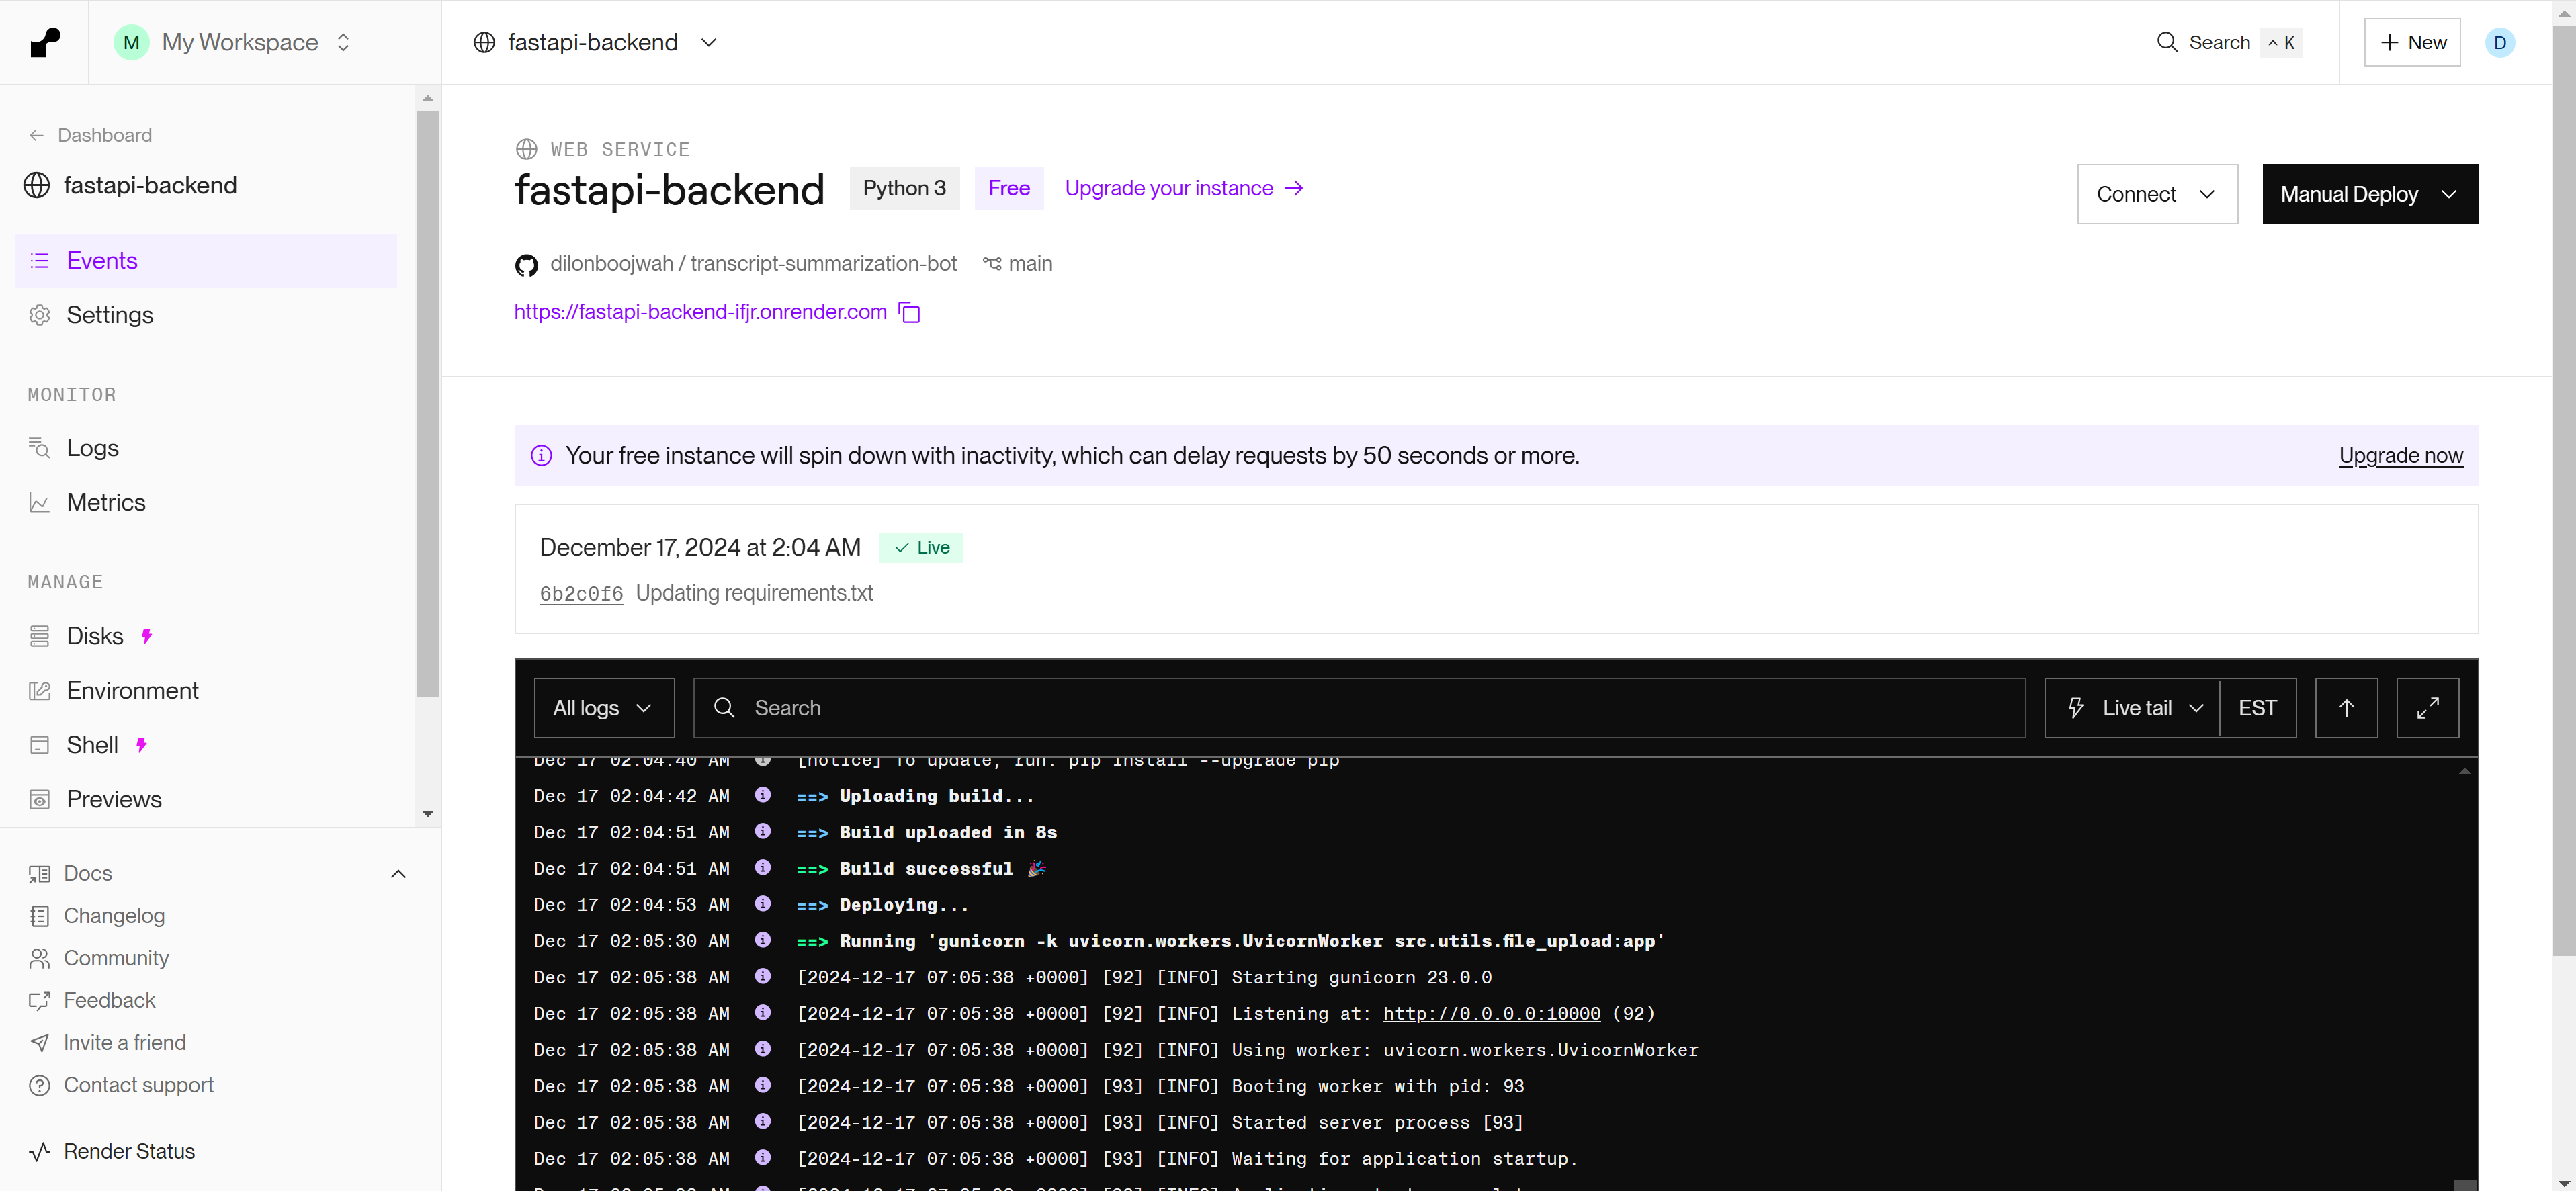 M My Workspace
fastapi-backend
Search ^ K
+ New
D
← Dashboard
fastapi-backend
Events
Settings
MONITOR
Logs
Metrics
MANAGE
Disks
Environment
Shell
Previews
Docs
Changelog
Community
Feedback
Invite a friend
Contact support
Render Status
WEB SERVICE
fastapi-backend Python 3 Free Upgrade your instance →
Connect
Manual Deploy
dilonboojwah / transcript-summarization-bot main
https://fastapi-backend-ifjr.onrender.com
Your free instance will spin down with inactivity, which can delay requests by 50 seconds or more. Upgrade now
December 17, 2024 at 2:04 AM Live
6b2c0f6 Updating requirements.txt
All logs Search Live tail EST
Dec 17 02:04:40 AM [notice] To update, run: pip install --upgrade pip
Dec 17 02:04:42 AM ==> Uploading build...
Dec 17 02:04:51 AM ==> Build uploaded in 8s
Dec 17 02:04:51 AM ==> Build successful 🎉
Dec 17 02:04:53 AM ==> Deploying...
Dec 17 02:05:30 AM ==> Running 'gunicorn -k uvicorn.workers.UvicornWorker src.utils.file_upload:app'
Dec 17 02:05:38 AM [2024-12-17 07:05:38 +0000] [92] [INFO] Starting gunicorn 23.0.0
Dec 17 02:05:38 AM [2024-12-17 07:05:38 +0000] [92] [INFO] Listening at: http://0.0.0.0:10000 (92)
Dec 17 02:05:38 AM [2024-12-17 07:05:38 +0000] [92] [INFO] Using worker: uvicorn.workers.UvicornWorker
Dec 17 02:05:38 AM [2024-12-17 07:05:38 +0000] [93] [INFO] Booting worker with pid: 93
Dec 17 02:05:38 AM [2024-12-17 07:05:38 +0000] [93] [INFO] Started server process [93]
Dec 17 02:05:38 AM [2024-12-17 07:05:38 +0000] [93] [INFO] Waiting for application startup.